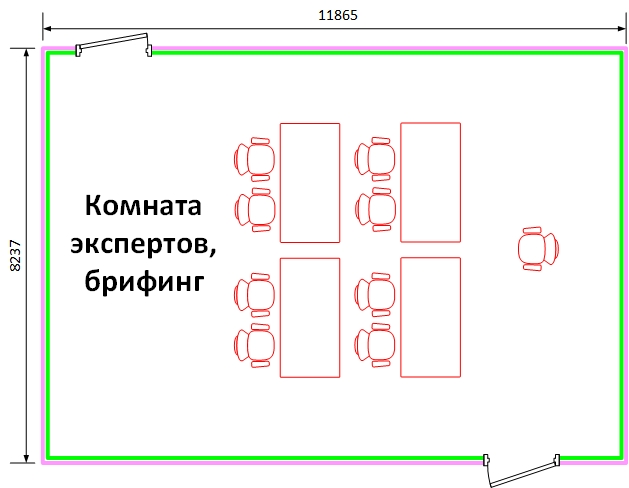 11865
8237
Комната
экспертов,
брифинг